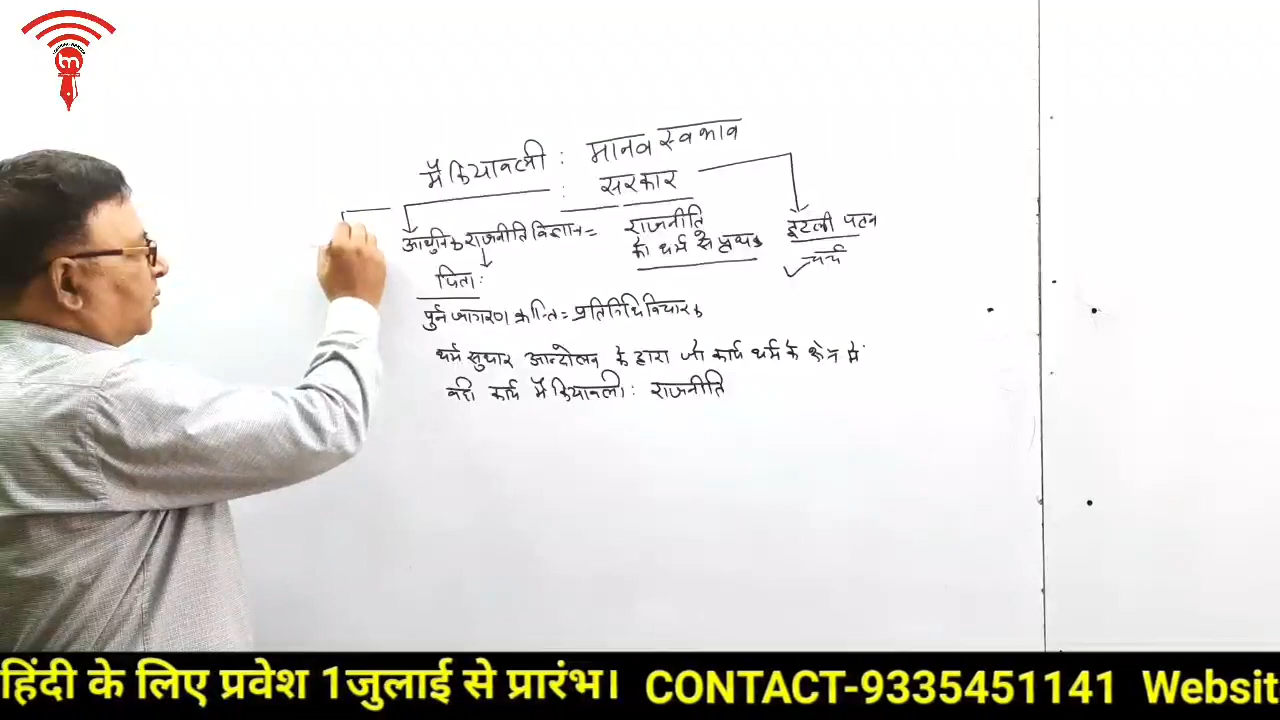 मैकियावली : मानव स्वभाव
: सरकार
आधुनिक राजनीति विज्ञान = राजनीति को धर्म से पृथक
इटली पतन
चर्च
पिता:
पुर्न जागरण क्रान्ति = प्रतिनिधि विचारक
धर्म सुधार आन्दोलन के द्वारा जो कार्य धर्म के क्षेत्र में
वही कार्य मैकियावली: राजनीति
हिंदी के लिए प्रवेश 1जुलाई से प्रारंभ। CONTACT-9335451141 Websit